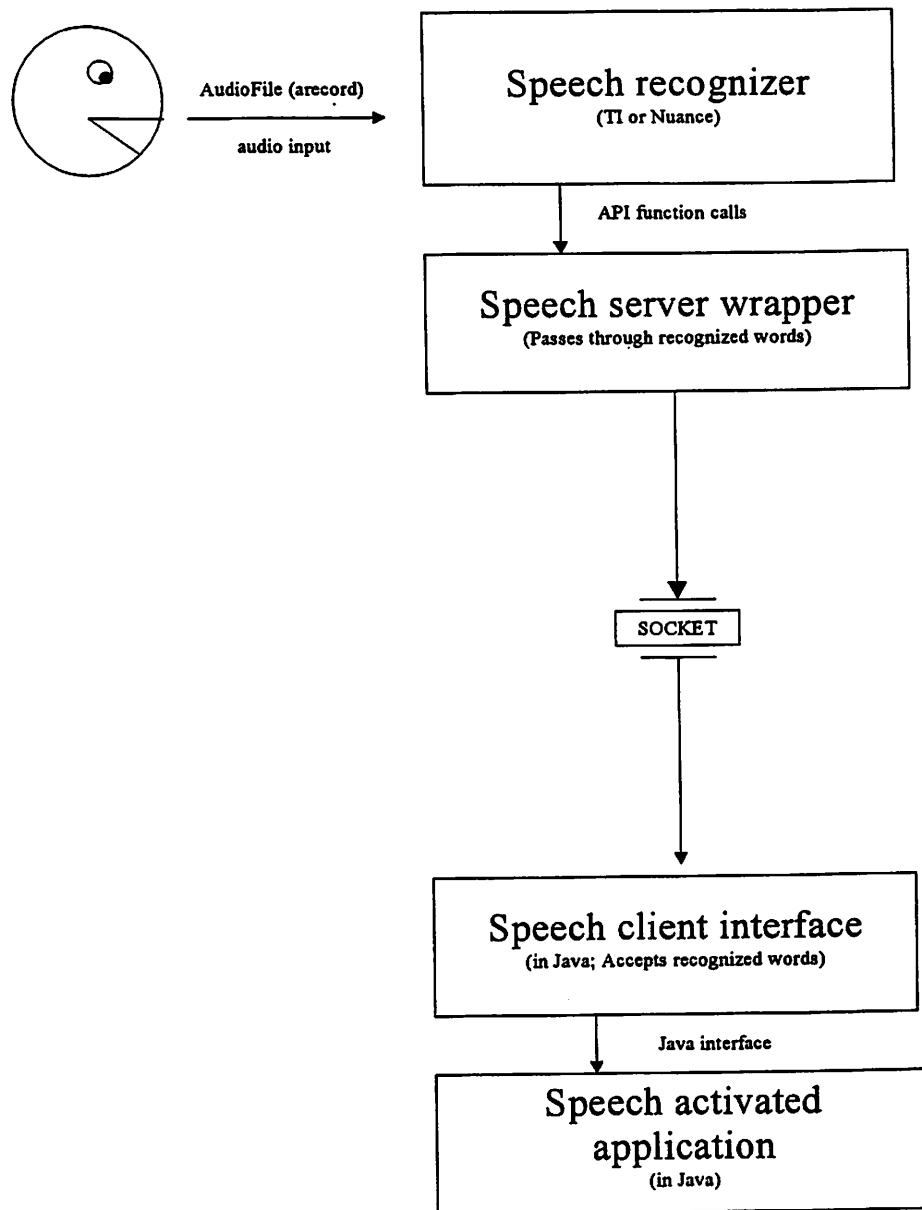 AudioFile (arecord)
audio input
Speech recognizer
(TI or Nuance)
API function calls
Speech server wrapper
(Passes through recognized words)
SOCKET
Speech client interface
(in Java; Accepts recognized words)
Java interface
Speech activated
application
(in Java)